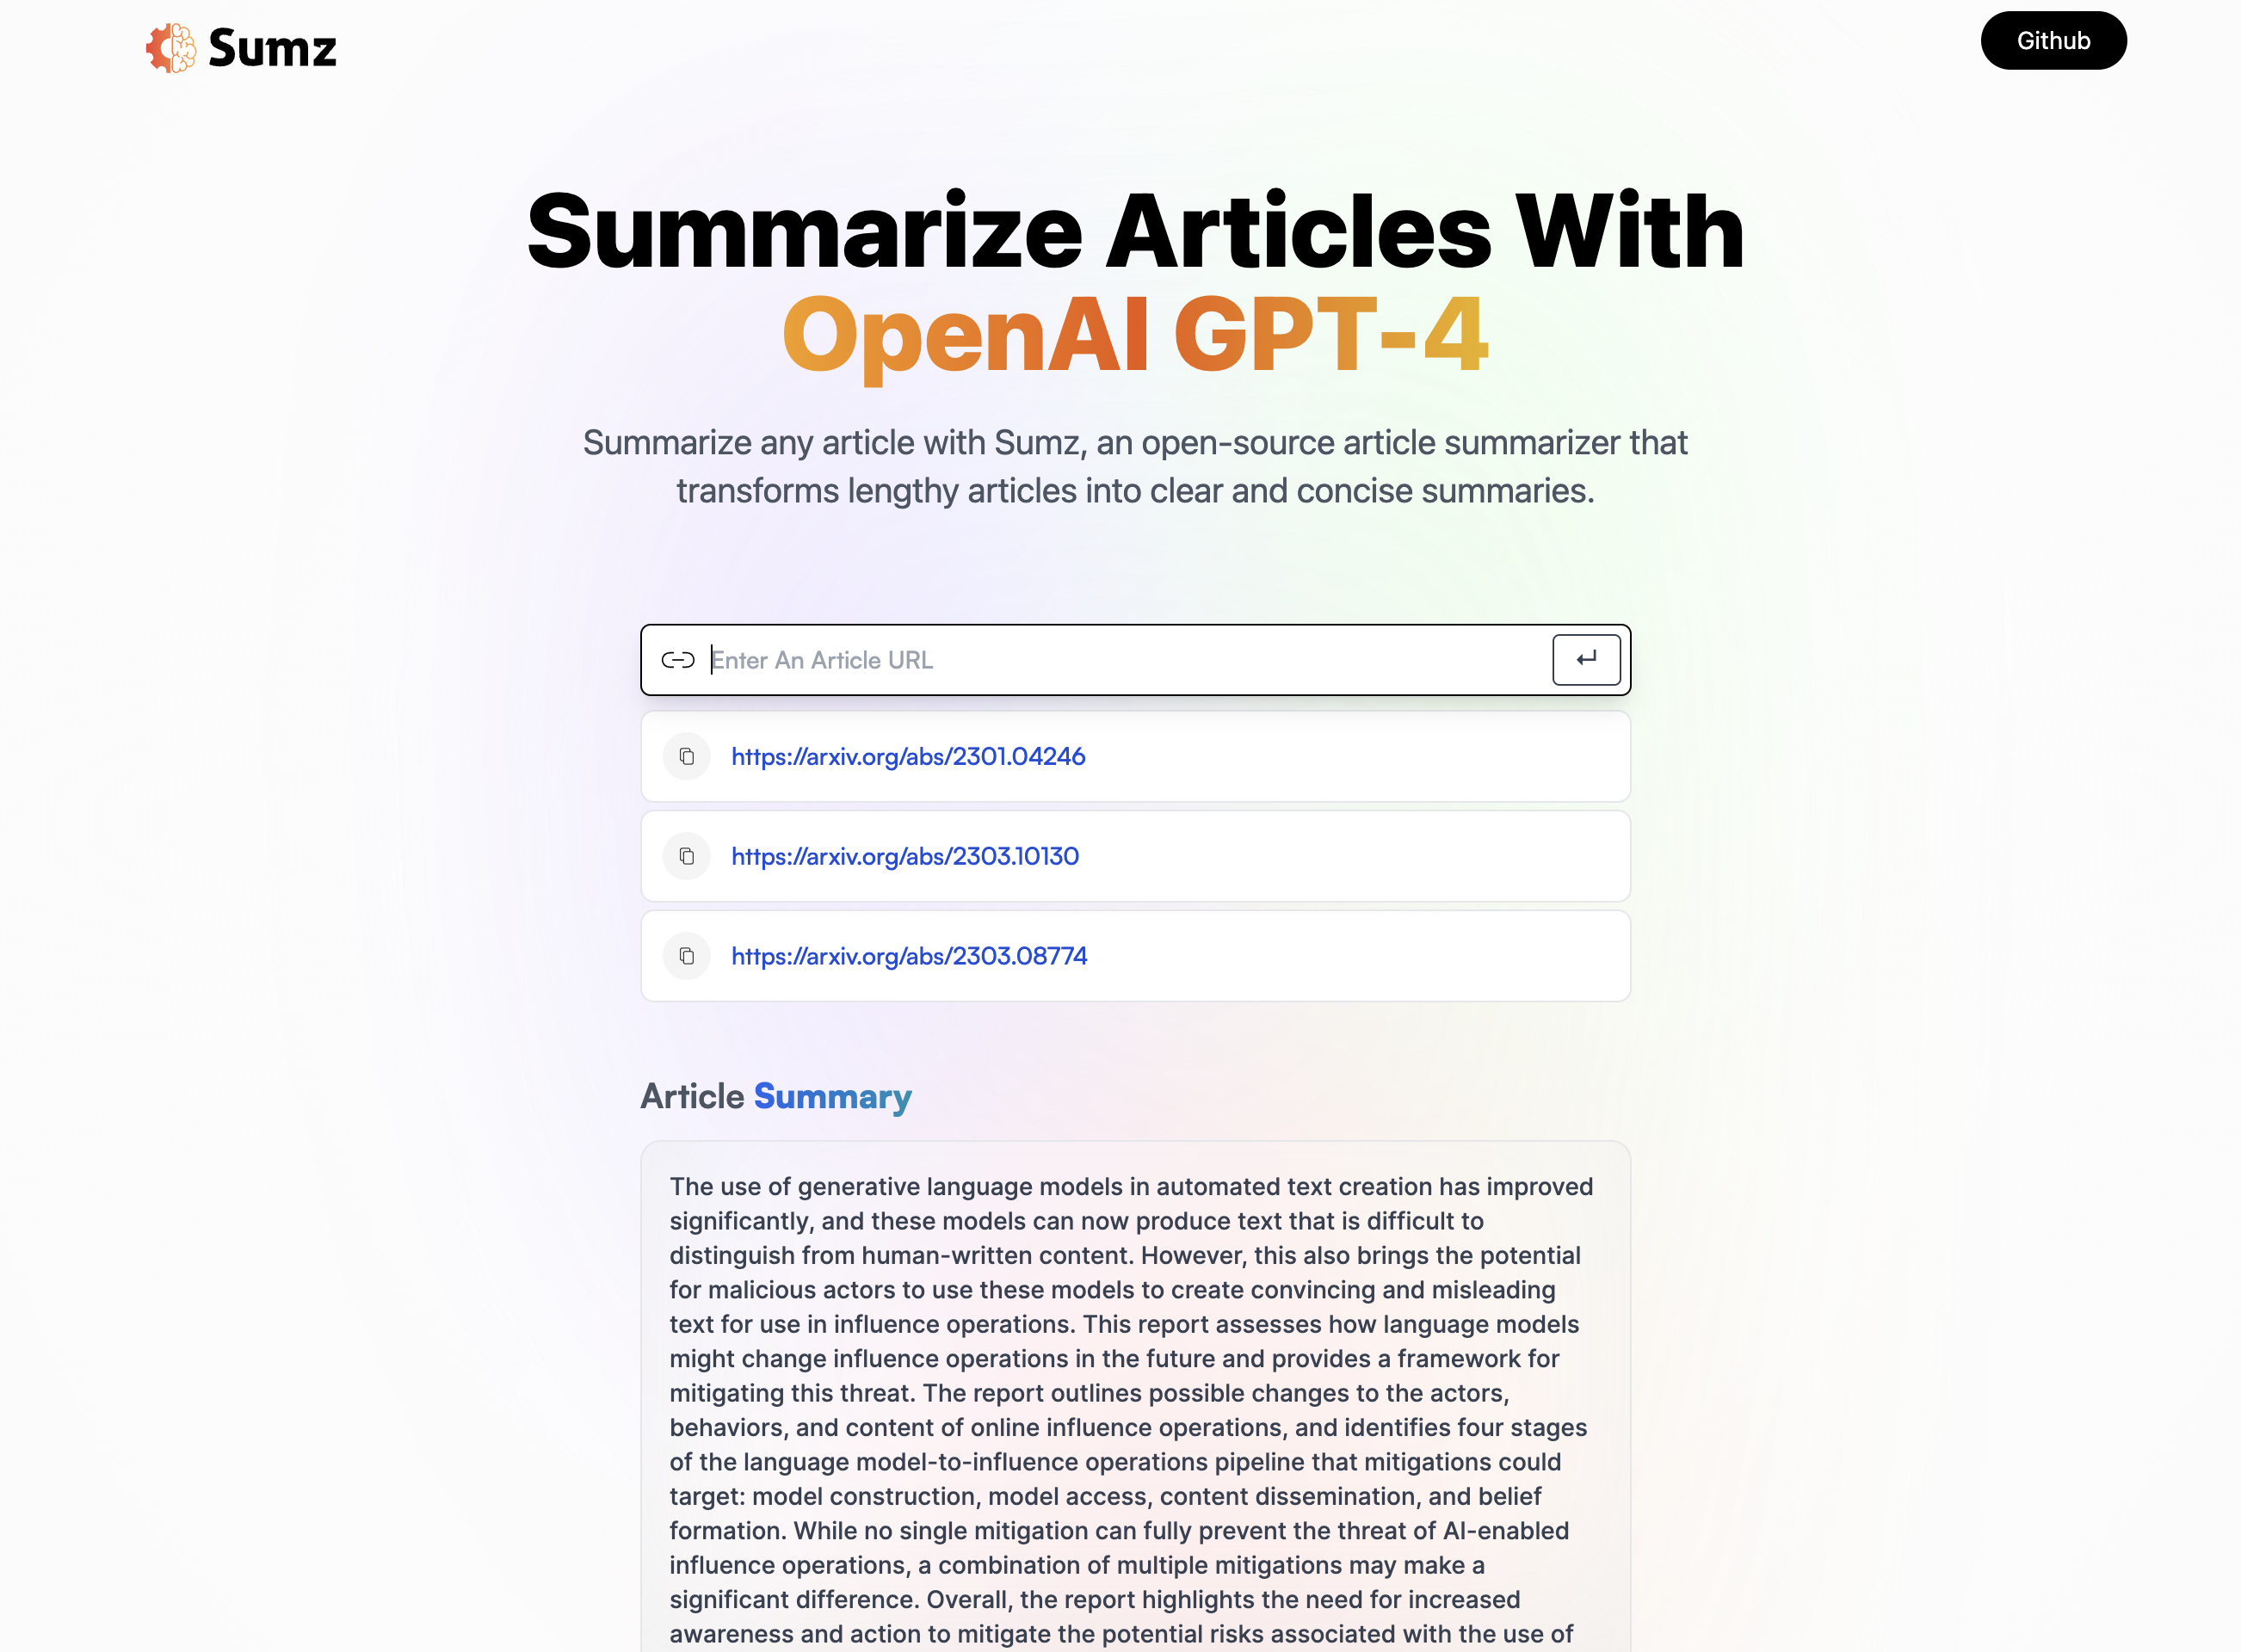 Sumz
Github
Summarize Articles With
OpenAI GPT-4
Summarize any article with Sumz, an open-source article summarizer that
transforms lengthy articles into clear and concise summaries.
Enter An Article URL
https://arxiv.org/abs/2301.04246
https://arxiv.org/abs/2303.10130
https://arxiv.org/abs/2303.08774
Article Summary
The use of generative language models in automated text creation has improved
significantly, and these models can now produce text that is difficult to
distinguish from human-written content. However, this also brings the potential
for malicious actors to use these models to create convincing and misleading
text for use in influence operations. This report assesses how language models
might change influence operations in the future and provides a framework for
mitigating this threat. The report outlines possible changes to the actors,
behaviors, and content of online influence operations, and identifies four stages
of the language model-to-influence operations pipeline that mitigations could
target: model construction, model access, content dissemination, and belief
formation. While no single mitigation can fully prevent the threat of AI-enabled
influence operations, a combination of multiple mitigations may make a
significant difference. Overall, the report highlights the need for increased
awareness and action to mitigate the potential risks associated with the use of